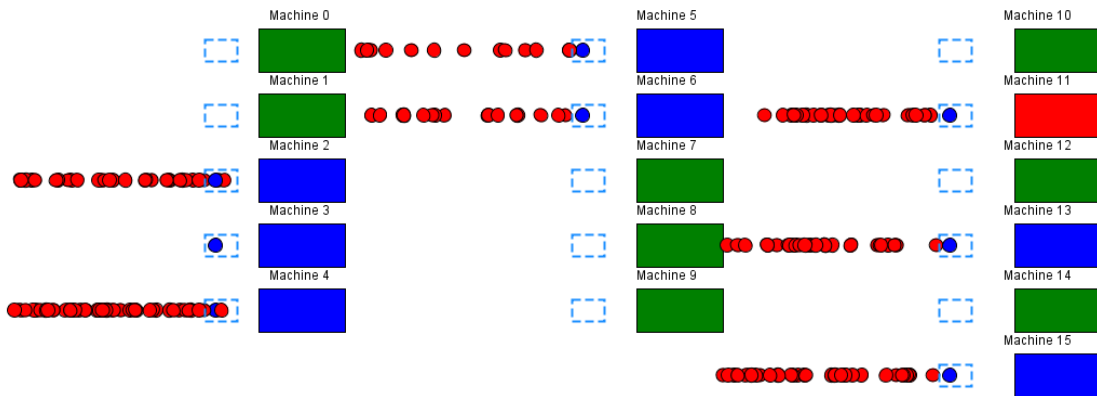 Machine 0
Machine 5
Machine 10
Machine 1
Machine 6
Machine 11
Machine 2
Machine 7
Machine 12
Machine 3
Machine 8
Machine 13
Machine 4
Machine 9
Machine 14
Machine 15